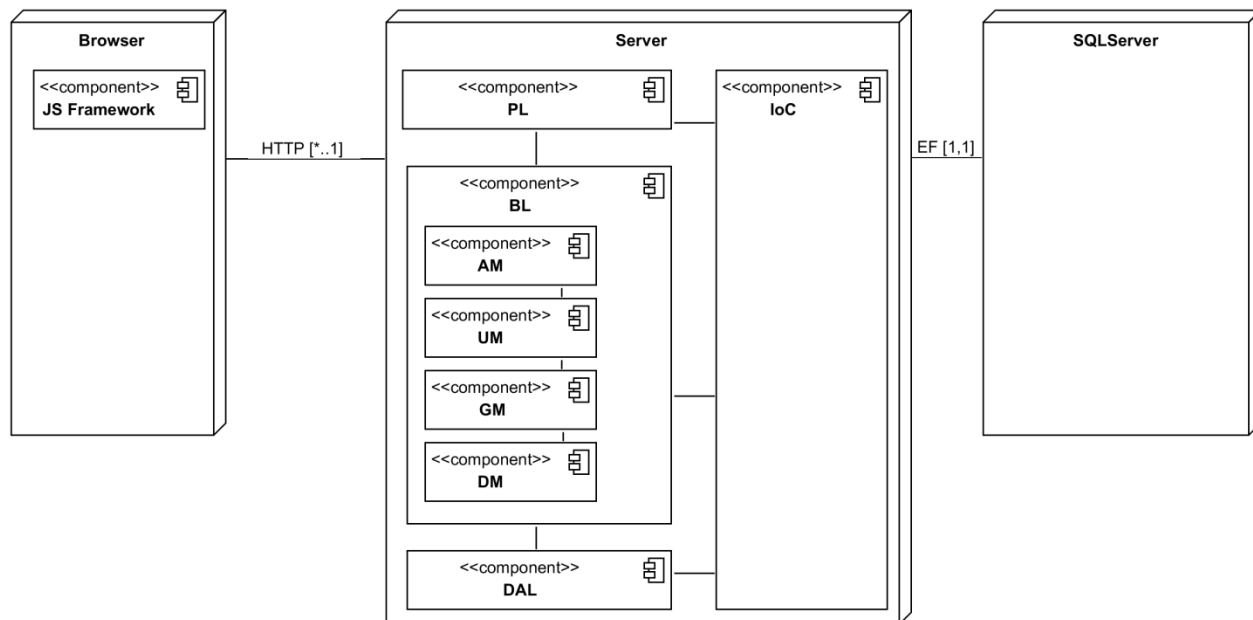 Browser
<<component>>
JS Framework
HTTP [*..1]
Server
<<component>>
PL
<<component>>
BL
<<component>>
AM
<<component>>
UM
<<component>>
GM
<<component>>
DM
<<component>>
DAL
<<component>>
IoC
EF [1,1]
SQLServer